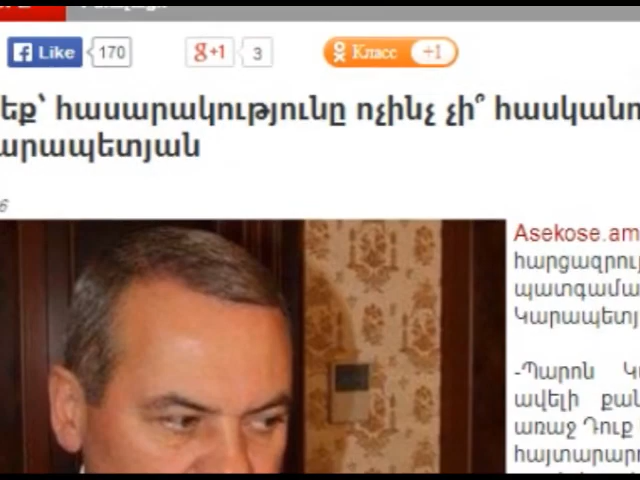 Like 170
g+1 3
Класс +1
եք՝ հասարակությունը ոչինչ չի՞ հասկանու
արապետյան
6
Asekose.am
հարցազրույ
պատգամա
Կարապետյ
-Պարոն Կ
ավելի քան
առաջ Դուք
հայտարարո